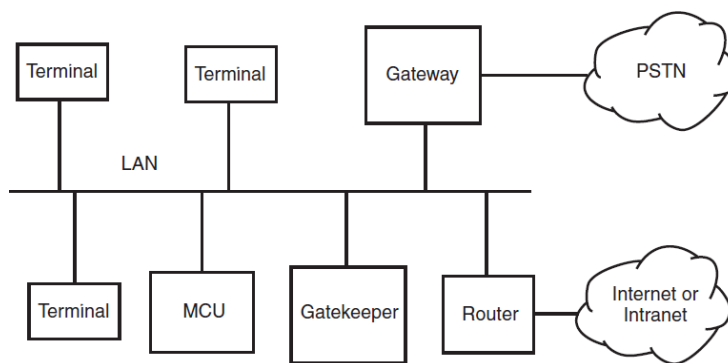 Terminal
Terminal
Gateway
PSTN
LAN
Terminal
MCU
Gatekeeper
Router
Internet or
Intranet